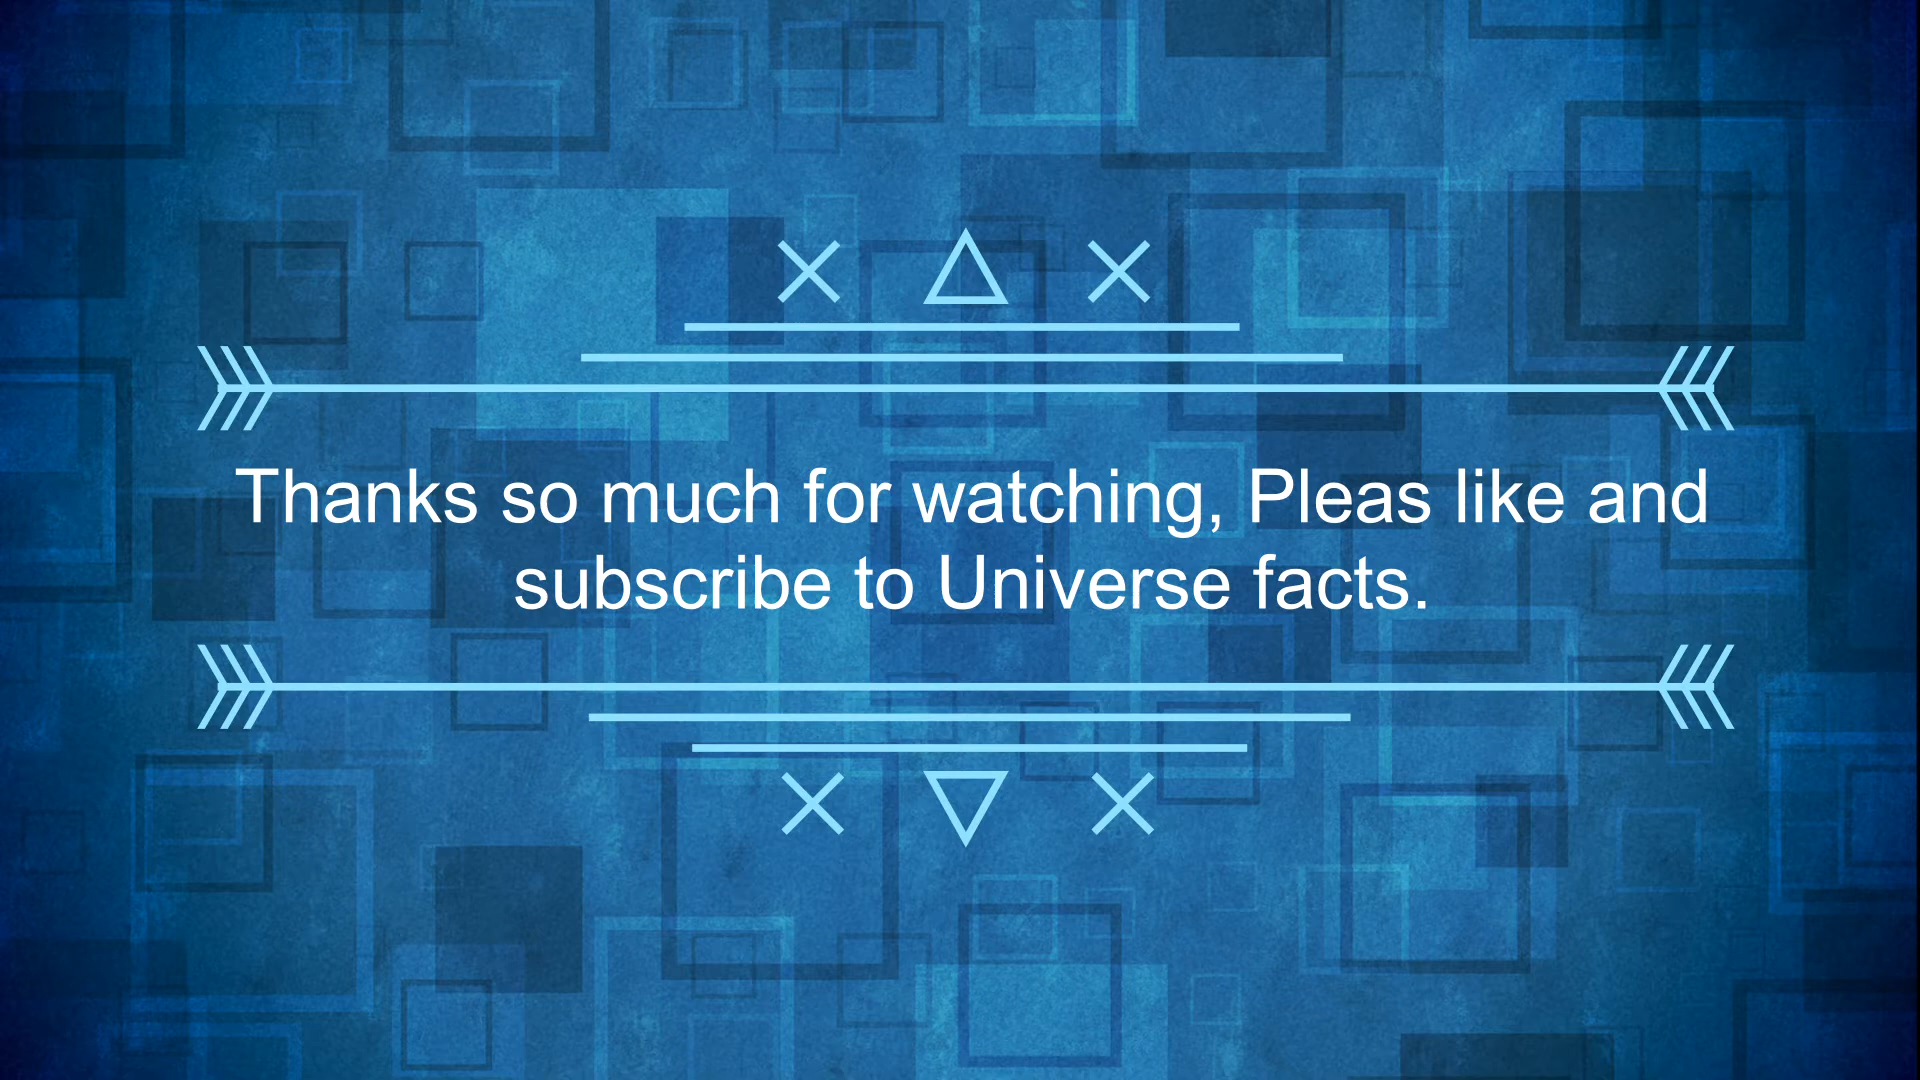 Thanks so much for watching, Pleas like and
subscribe to Universe facts.